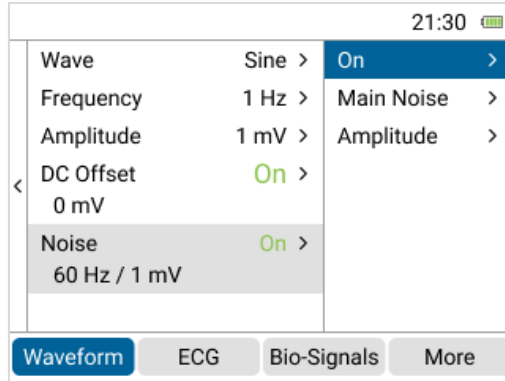 21:30
Wave Sine >
Frequency 1 Hz >
Amplitude 1 mV >
DC Offset On >
0 mV
Noise On >
60 Hz / 1 mV
<
On >
Main Noise >
Amplitude >
Waveform ECG Bio-Signals More